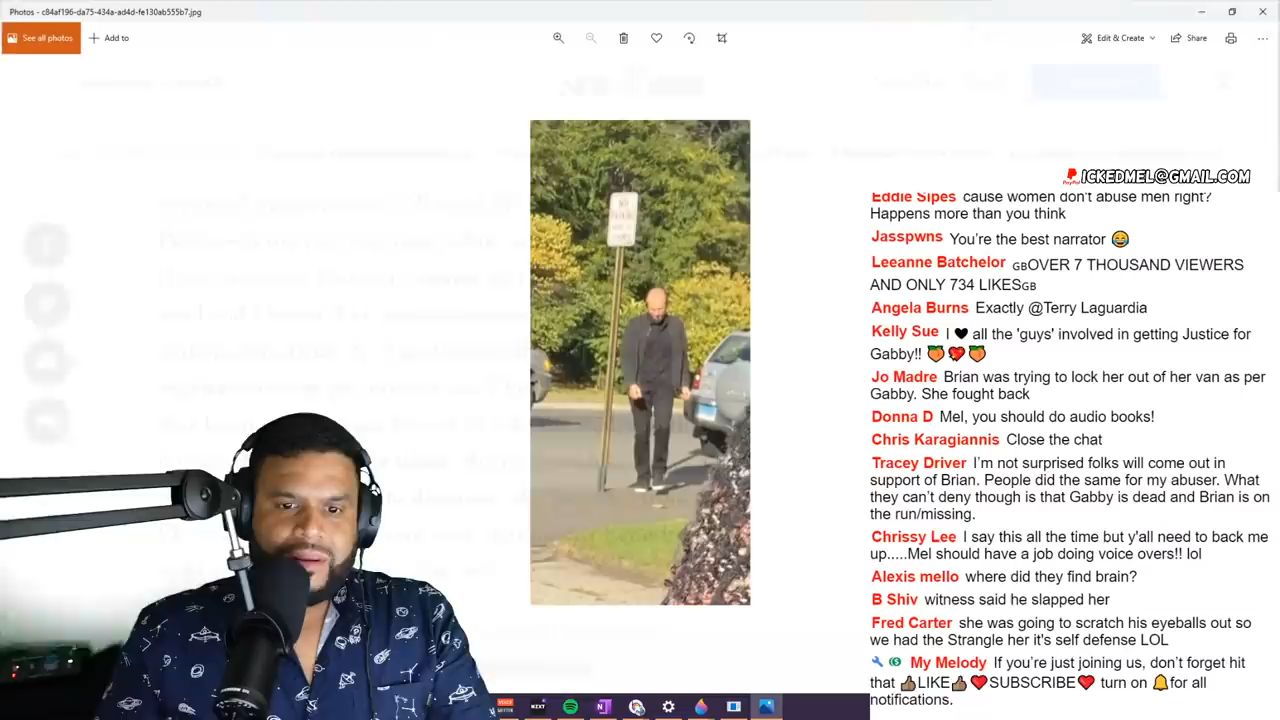 Photos - c84af196-da75-434a-ad4d-fe130ab555b7.jpg
See all photos
Add to
Edit & Create
Share
ICKEDMEL@GMAIL.COM
PayPal
Eddie Sipes cause women don't abuse men right?
Happens more than you think
Jasspwns You're the best narrator 😂
Leeanne Batchelor GBOVER 7 THOUSAND VIEWERS
AND ONLY 734 LIKESGB
Angela Burns Exactly @Terry Laguardia
Kelly Sue I 🖤 all the 'guys' involved in getting Justice for
Gabby!! 🍑💖🍑
Jo Madre Brian was trying to lock her out of her van as per
Gabby. She fought back
Donna D Mel, you should do audio books!
Chris Karagiannis Close the chat
Tracey Driver I'm not surprised folks will come out in
support of Brian. People did the same for my abuser. What
they can't deny though is that Gabby is dead and Brian is on
the run/missing.
Chrissy Lee I say this all the time but y'all need to back me
up.....Mel should have a job doing voice overs!! lol
Alexis mello where did they find brain?
B Shiv witness said he slapped her
Fred Carter she was going to scratch his eyeballs out so
we had the Strangle her it's self defense LOL
My Melody If you're just joining us, don't forget hit
that 👍🏽LIKE👍🏽❤️SUBSCRIBE❤️ turn on 🔔for all
notifications.